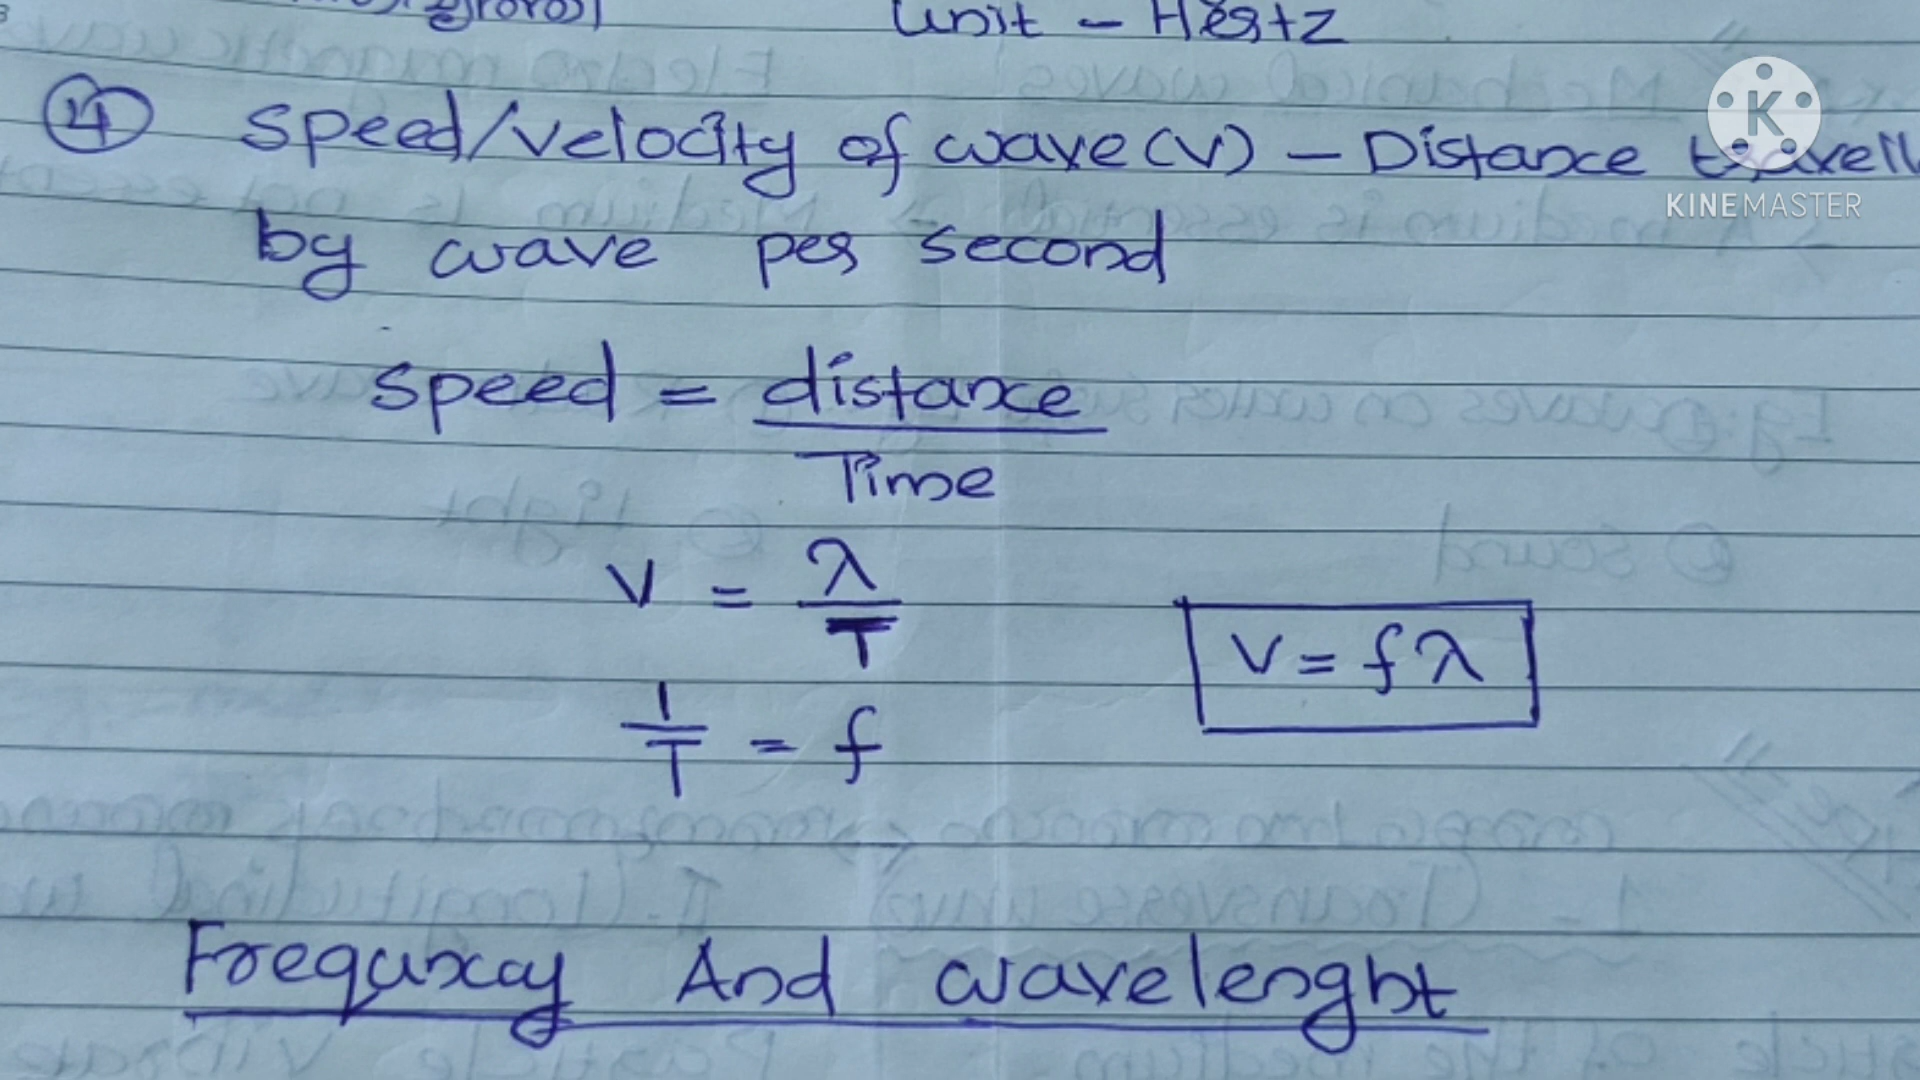 Unit - Hertz
④ Speed/velocity of wave (V) - Distance travell
by wave per second
K
KINEMASTER
Speed = distance
Time
V = λ
T
1
T = f
V = fλ
And wavelenght